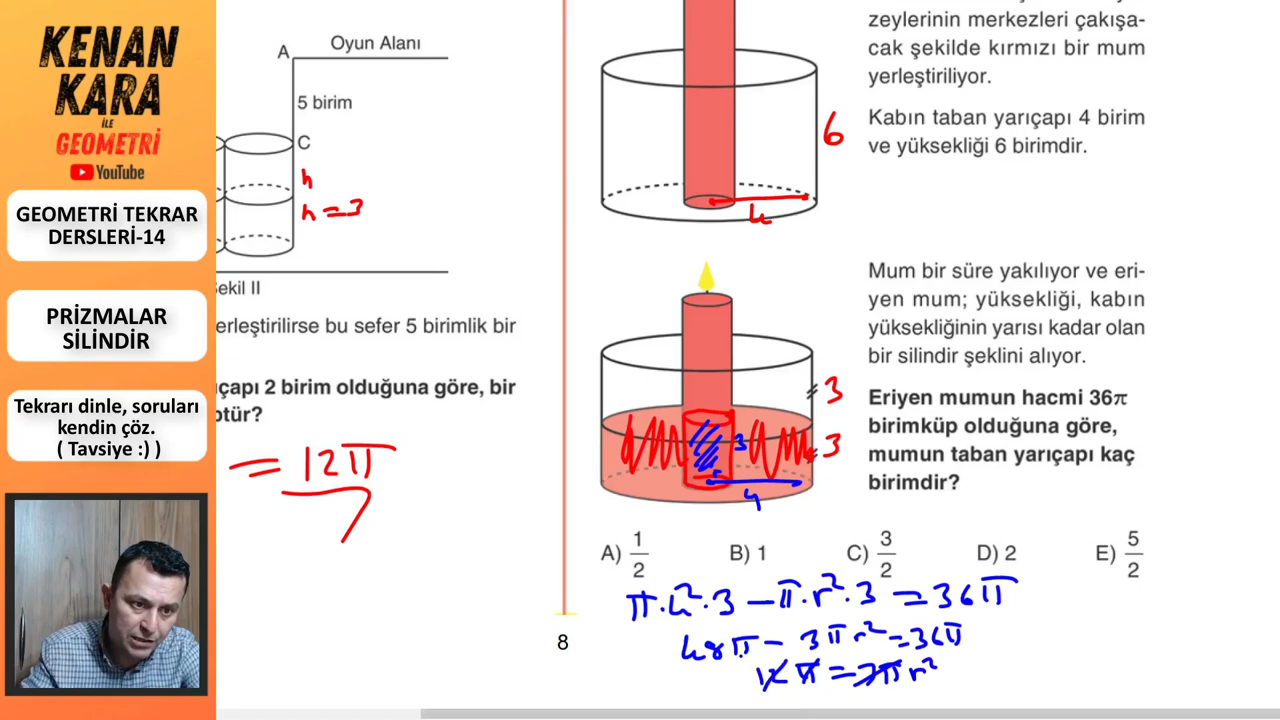 KENAN
KARA
İLE
GEOMETRİ
YouTube
GEOMETRİ TEKRAR
DERSLERİ-14
PRİZMALAR
SİLİNDİR
Tekrarı dinle, soruları
kendin çöz.
( Tavsiye :) )
Oyun Alanı
A
5 birim
C
h
h = 3
Şekil II
erleştirilirse bu sefer 5 birimlik bir
ıçapı 2 birim olduğuna göre, bir
ptür?
= 12π
8
zeylerinin merkezleri çakışa-
cak şekilde kırmızı bir mum
yerleştiriliyor.
Kabın taban yarıçapı 4 birim
ve yüksekliği 6 birimdir.
6
4
Mum bir süre yakılıyor ve eri-
yen mum; yüksekliği, kabın
yüksekliğinin yarısı kadar olan
bir silindir şeklini alıyor.
Eriyen mumun hacmi 36π
birimküp olduğuna göre,
mumun taban yarıçapı kaç
birimdir?
3
3
3
r
4
A) 1/2 B) 1 C) 3/2 D) 2 E) 5/2
π.4².3 − π.r².3 = 36π
48π − 3πr² = 36π
12π = 3πr²